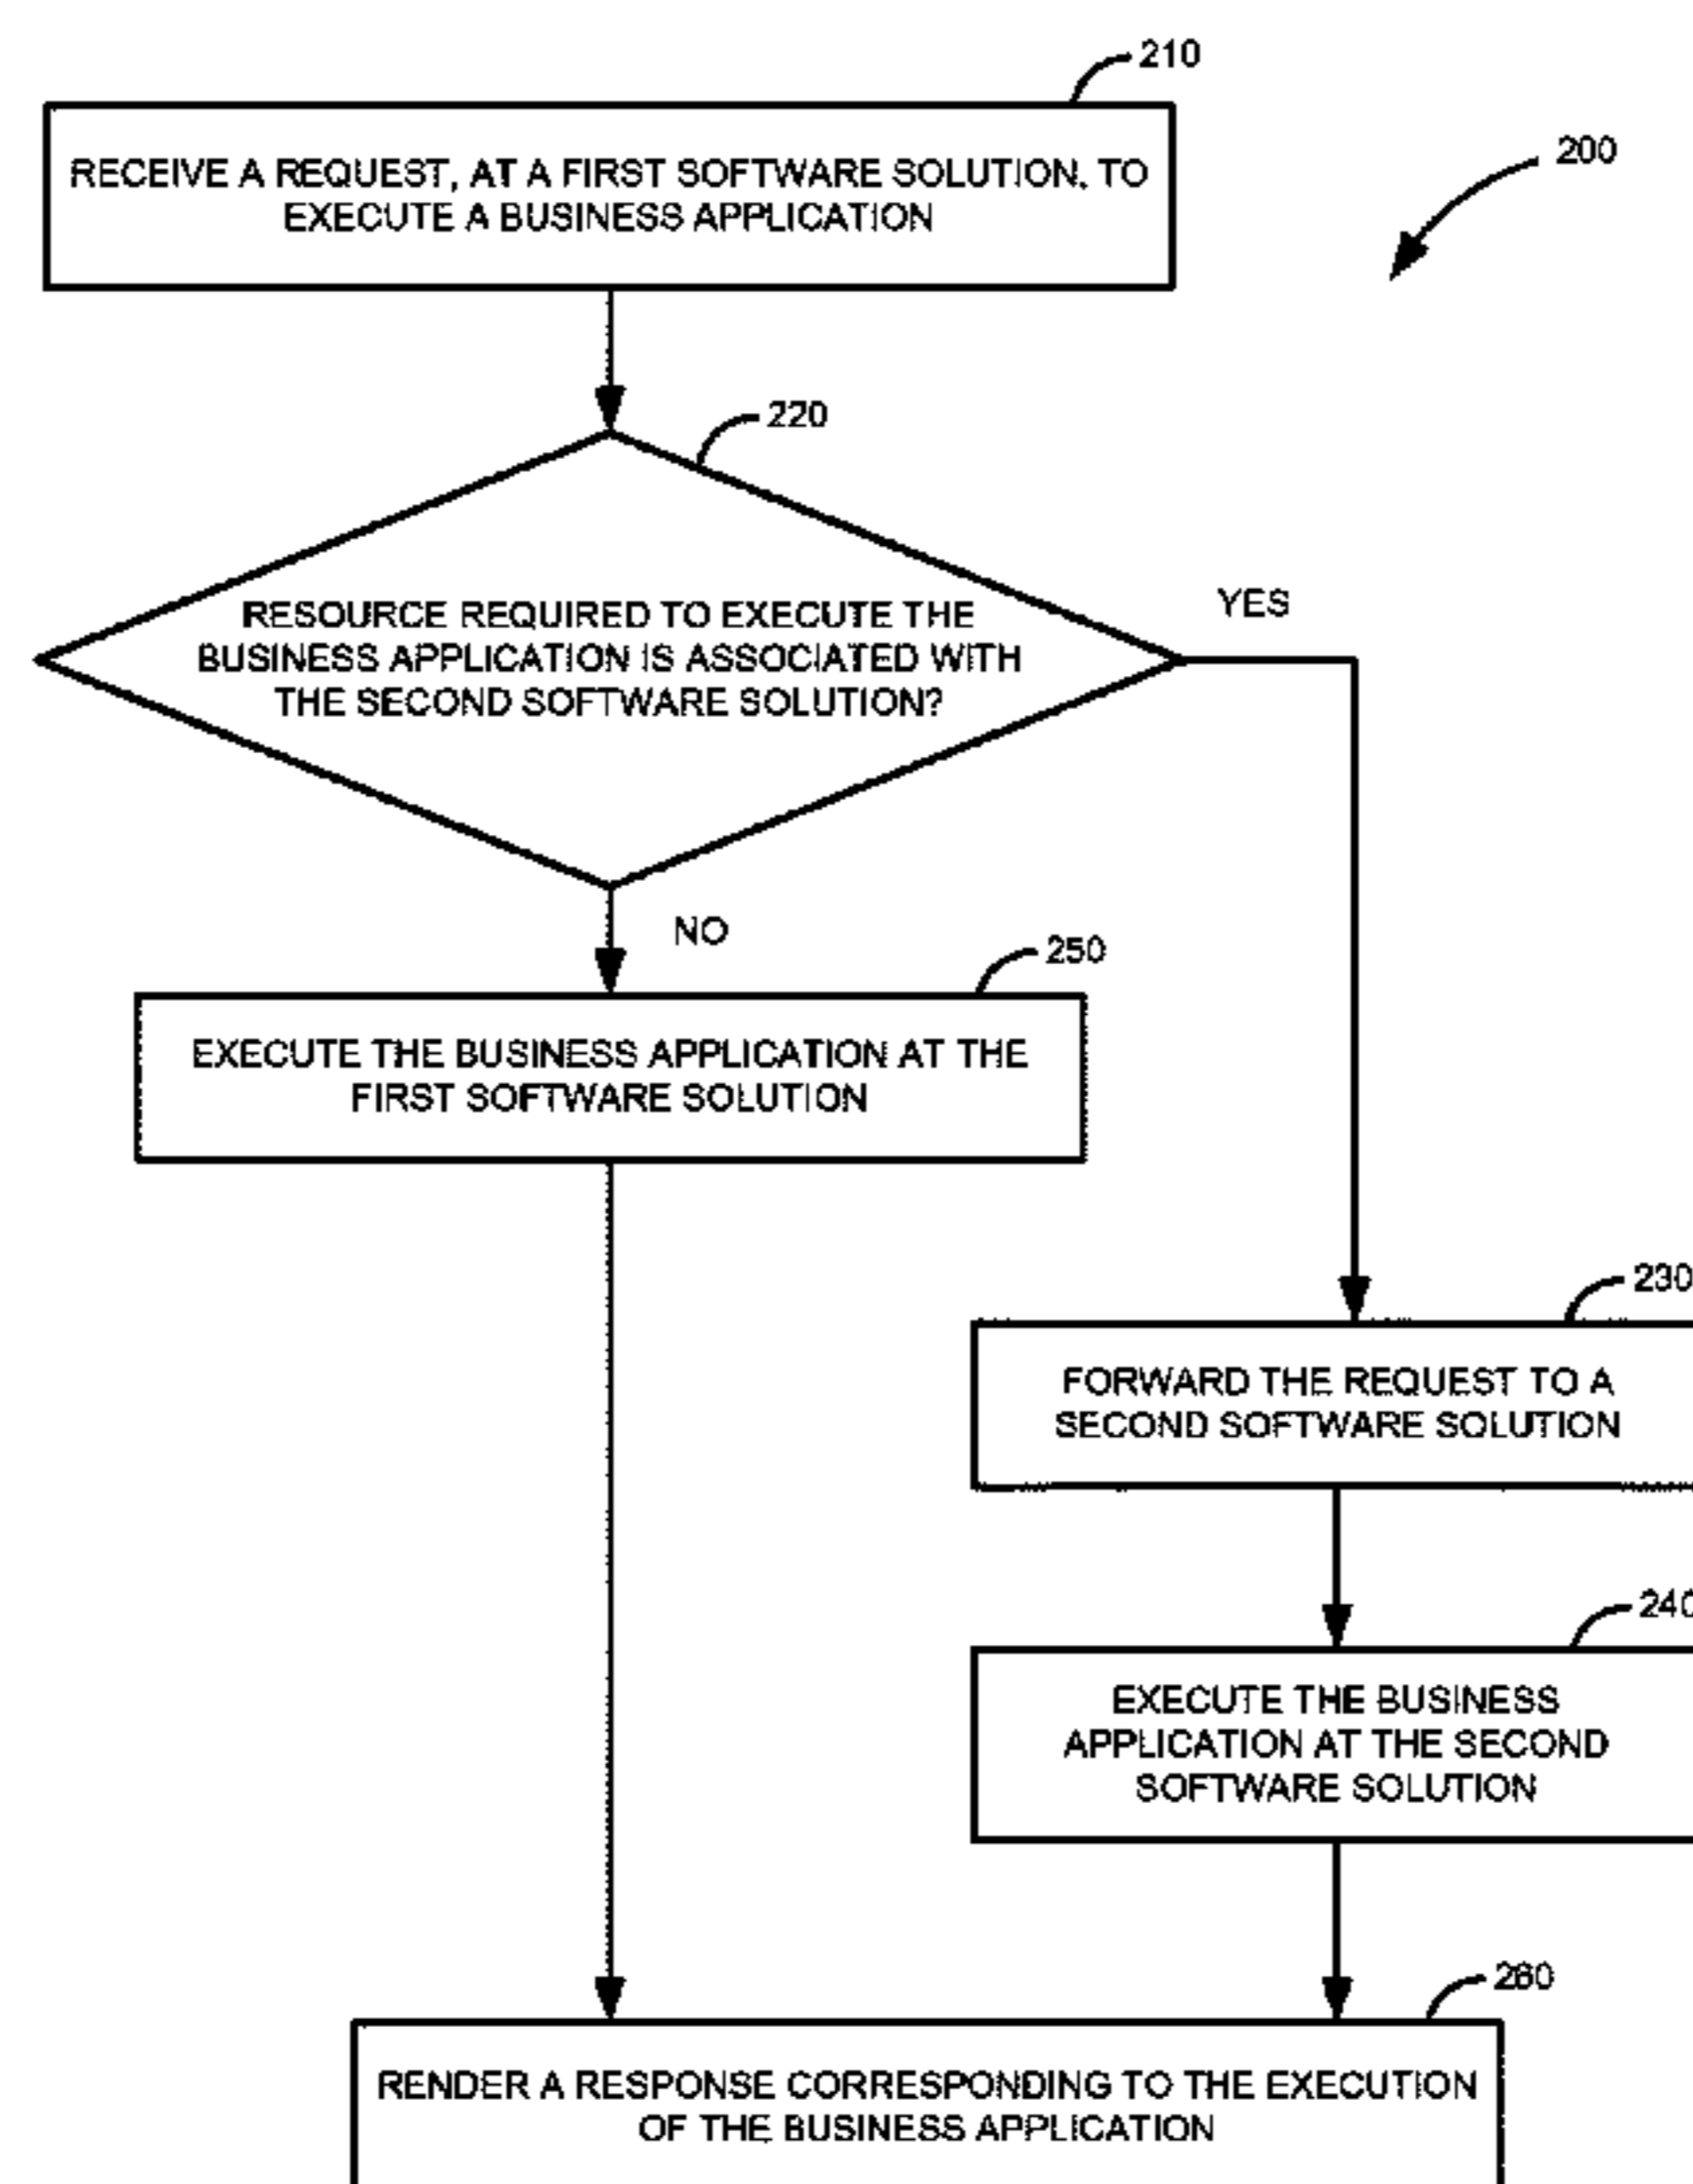 210
200
RECEIVE A REQUEST, AT A FIRST SOFTWARE SOLUTION, TO
EXECUTE A BUSINESS APPLICATION
220
RESOURCE REQUIRED TO EXECUTE THE
BUSINESS APPLICATION IS ASSOCIATED WITH
THE SECOND SOFTWARE SOLUTION?
YES
NO
250
EXECUTE THE BUSINESS APPLICATION AT THE
FIRST SOFTWARE SOLUTION
230
FORWARD THE REQUEST TO A
SECOND SOFTWARE SOLUTION
240
EXECUTE THE BUSINESS
APPLICATION AT THE SECOND
SOFTWARE SOLUTION
260
RENDER A RESPONSE CORRESPONDING TO THE EXECUTION
OF THE BUSINESS APPLICATION